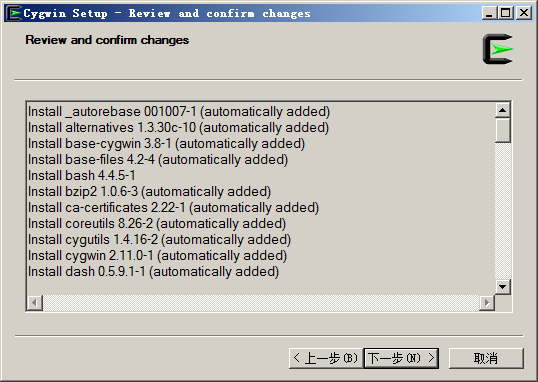 Cygwin Setup - Review and confirm changes
Review and confirm changes
Install _autorebase 001007-1 (automatically added)
Install alternatives 1.3.30c-10 (automatically added)
Install base-cygwin 3.8-1 (automatically added)
Install base-files 4.2-4 (automatically added)
Install bash 4.4.5-1
Install bzip2 1.0.6-3 (automatically added)
Install ca-certificates 2.22-1 (automatically added)
Install coreutils 8.26-2 (automatically added)
Install cygutils 1.4.16-2 (automatically added)
Install cygwin 2.11.0-1 (automatically added)
Install dash 0.5.9.1-1 (automatically added)
< 上一步(B) 下一步(N) > 取消